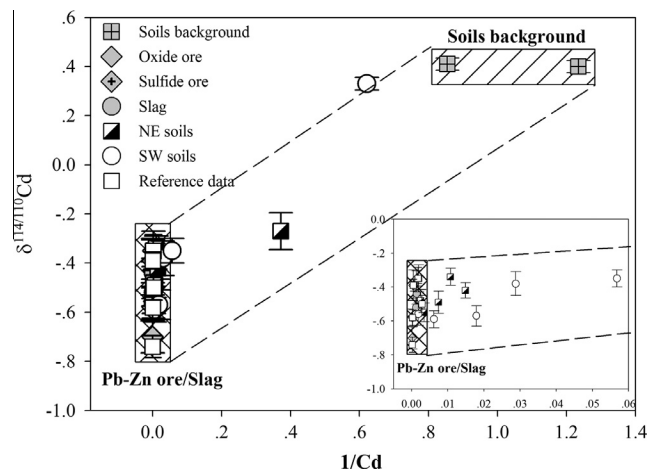 .6
.4
.2
0.0
-.2
-.4
-.6
-.8
-1.0
δ114/110Cd
Soils background
Oxide ore
Sulfide ore
Slag
NE soils
SW soils
Reference data
Soils background
Pb-Zn ore/Slag
0.0
-.2
-.4
-.6
-.8
-1.0
Pb-Zn ore/Slag
0.00 .01 .02 .03 .04 .05 .06
0.0 .2 .4 .6 .8 1.0 1.2 1.4
1/Cd